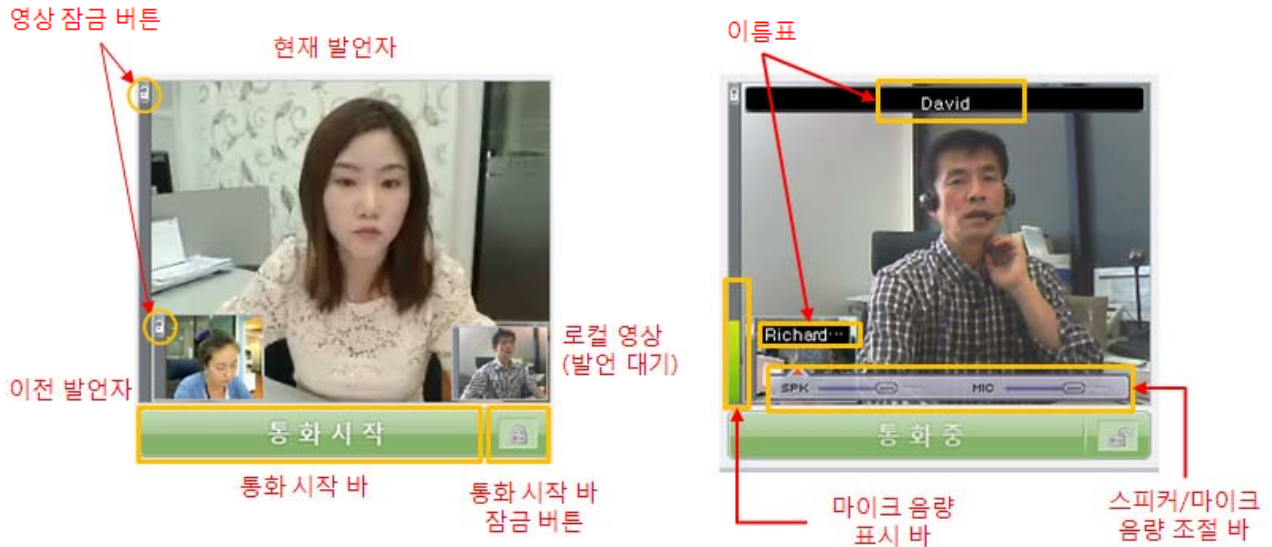 영상 잠금 버튼
현재 발언자
이전 발언자
로컬 영상
(발언 대기)
통화시작
통화 시작 바
통화 시작 바
잠금 버튼
이름표
David
Richard...
SPK
MIC
통화중
마이크 음량
표시 바
스피커/마이크
음량 조절 바